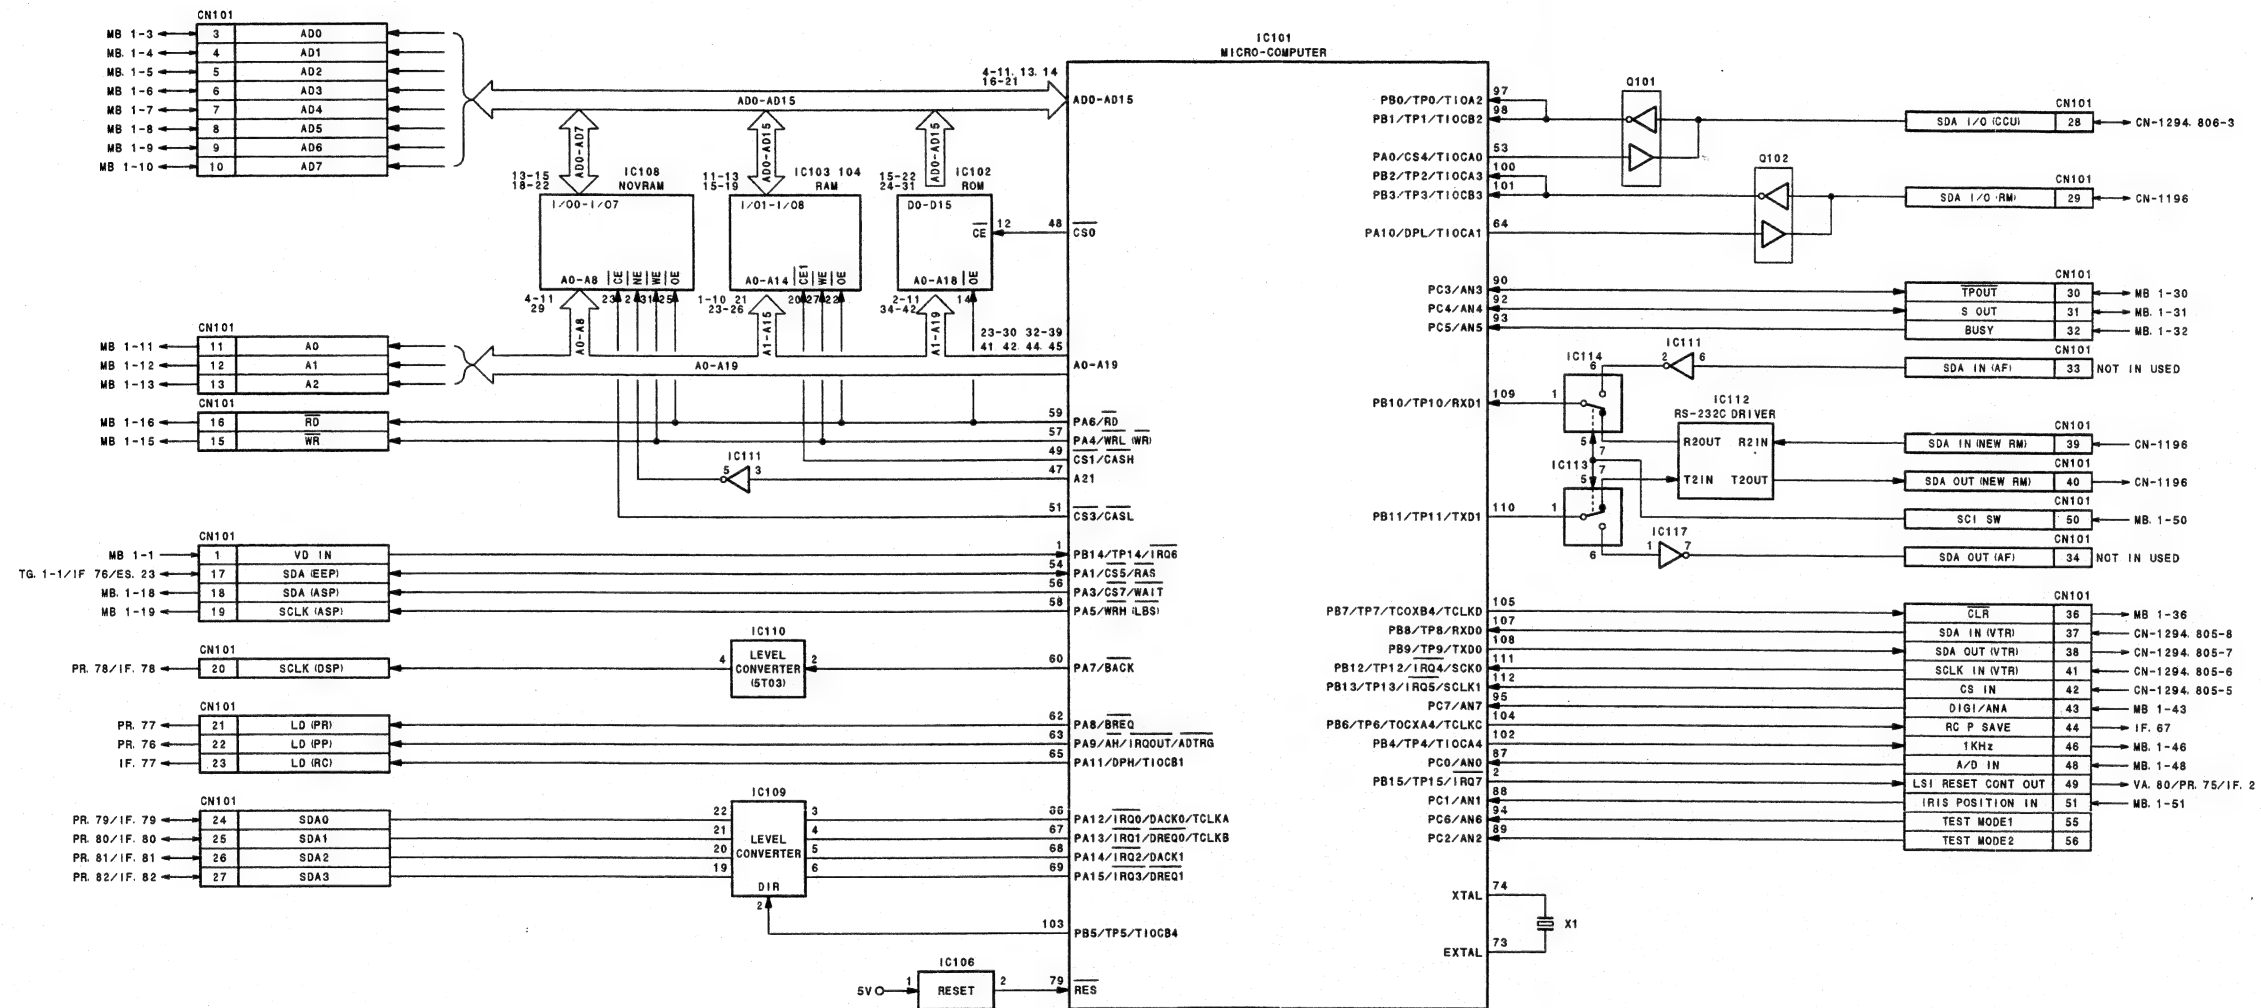 IC101
MICRO-COMPUTER
CN101
MB 1-3 3 AD0
MB. 1-4 4 AD1
MB. 1-5 5 AD2
MB 1-6 6 AD3
MB 1-7 7 AD4
MB 1-8 8 AD5
MB 1-9 9 AD6
MB 1-10 10 AD7
4-11. 13. 14
16-21
AD0-AD15
AD0-AD15
AD0-AD7
AD0-AD15
AD0-AD15
13-15
18-22
IC108
NOVRAM
11-13
15-19
IC103 104
RAM
15-22
24-31
IC102
ROM
I/O0-I/O7
I/O1-I/O8
D0-D15
CE 12 48 CS0
A0-A8 CE NE WE OE
A0-A14 CE1 WE OE
A0-A18 OE
4-11
29
23 2 31 25
1-10 21
23-26
20 27 22
2-11
34-42
14
A0-A8
A1-A15
A1-A19
23-30 32-39
41 42. 44. 45
A0-A19
A0-A19
CN101
MB 1-11 11 A0
MB 1-12 12 A1
MB 1-13 13 A2
CN101
MB 1-16 16 RD
MB 1-15 15 WR
59 PA6/RD
57 PA4/WRL (WR)
49 CS1/CASH
IC111
5 3
47 A21
51 CS3/CASL
CN101
MB 1-1 1 VD IN
TG. 1-1/IF 76/ES. 23 17 SDA (EEP)
MB. 1-18 18 SDA (ASP)
MB 1-19 19 SCLK (ASP)
1 PB14/TP14/IRQ6
54 PA1/CS5/RAS
56 PA3/CS7/WAIT
58 PA5/WRH (LBS)
CN101
PR. 78/IF. 78 20 SCLK (DSP)
IC110
4 LEVEL CONVERTER (5T03) 2
60 PA7/BACK
CN101
PR. 77 21 LD (PR)
PR. 76 22 LD (PP)
IF. 77 23 LD (RC)
62 PA8/BREQ
63 PA9/AH/IRQOUT/ADTRG
65 PA11/DPH/TIOCB1
CN101
PR. 79/IF. 79 24 SDA0
PR. 80/IF. 80 25 SDA1
PR. 81/IF. 81 26 SDA2
PR. 82/IF. 82 27 SDA3
IC109
LEVEL
CONVERTER
DIR
22 3
21 4
20 5
19 6
2
66 PA12/IRQ0/DACK0/TCLKA
67 PA13/IRQ1/DREQ0/TCLKB
68 PA14/IRQ2/DACK1
69 PA15/IRQ3/DREQ1
103 PB5/TP5/TIOCB4
IC106
5V 1 RESET 2 79 RES
PB0/TP0/TIOA2 97
PB1/TP1/TIOCB2 98
PA0/CS4/TIOCA0 53
PB2/TP2/TIOCA3 100
PB3/TP3/TIOCB3 101
PA10/DPL/TIOCA1 64
Q101
Q102
CN101
SDA I/O (CCU) 28 CN-1294. 806-3
CN101
SDA I/O (RM) 29 CN-1196
PC3/AN3 90
PC4/AN4 92
PC5/AN5 93
CN101
TPOUT 30 MB 1-30
S OUT 31 MB. 1-31
BUSY 32 MB. 1-32
IC114
6
IC111
2 6
CN101
SDA IN (AF) 33 NOT IN USED
PB10/TP10/RXD1 109
1
5 7
IC112
RS-232C DRIVER
R2OUT R2IN
T2IN T2OUT
CN101
SDA IN (NEW RM) 39 CN-1196
CN101
SDA OUT (NEW RM) 40 CN-1196
IC113
5 7
PB11/TP11/TXD1 110
1
6
IC117
1 7
CN101
SCI SW 50 MB. 1-50
CN101
SDA OUT (AF) 34 NOT IN USED
CN101
PB7/TP7/TCOXB4/TCLKD 105 CLR 36 MB 1-36
PB8/TP8/RXD0 107 SDA IN (VTR) 37 CN-1294. 805-8
PB9/TP9/TXD0 108 SDA OUT (VTR) 38 CN-1294. 805-7
PB12/TP12/IRQ4/SCK0 111 SCLK IN (VTR) 41 CN-1294. 805-6
PB13/TP13/IRQ5/SCLK1 112 CS IN 42 CN-1294. 805-5
PC7/AN7 95 DIGI/ANA 43 MB 1-43
PB6/TP6/TOCXA4/TCLKC 104 RC P SAVE 44 IF. 67
PB4/TP4/TIOCA4 102 1KHz 46 MB. 1-46
PC0/AN0 87 A/D IN 48 MB. 1-48
PB15/TP15/IRQ7 2 LSI RESET CONT OUT 49 VA. 80/PR. 75/IF. 2
PC1/AN1 88 IRIS POSITION IN 51 MB. 1-51
PC6/AN6 94 TEST MODE1 55
PC2/AN2 89 TEST MODE2 56
XTAL 74
X1
EXTAL 73